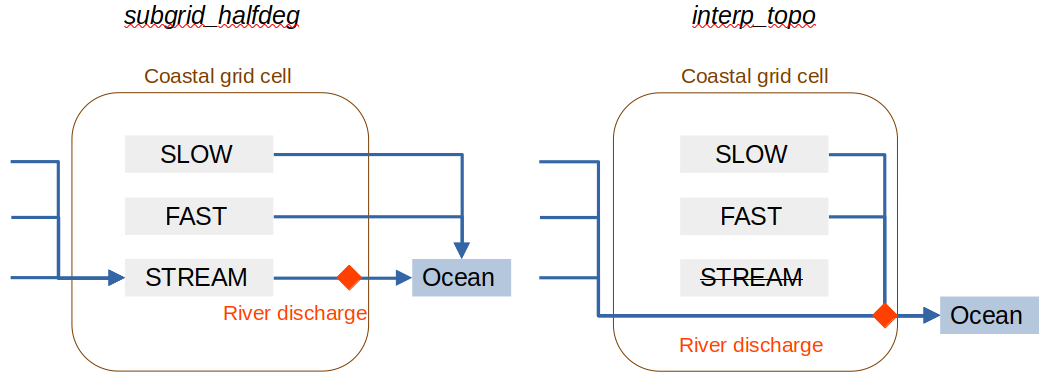 subgrid_halfdeg
Coastal grid cell
SLOW
FAST
STREAM
Ocean
River discharge
interp_topo
Coastal grid cell
SLOW
FAST
STREAM
Ocean
River discharge